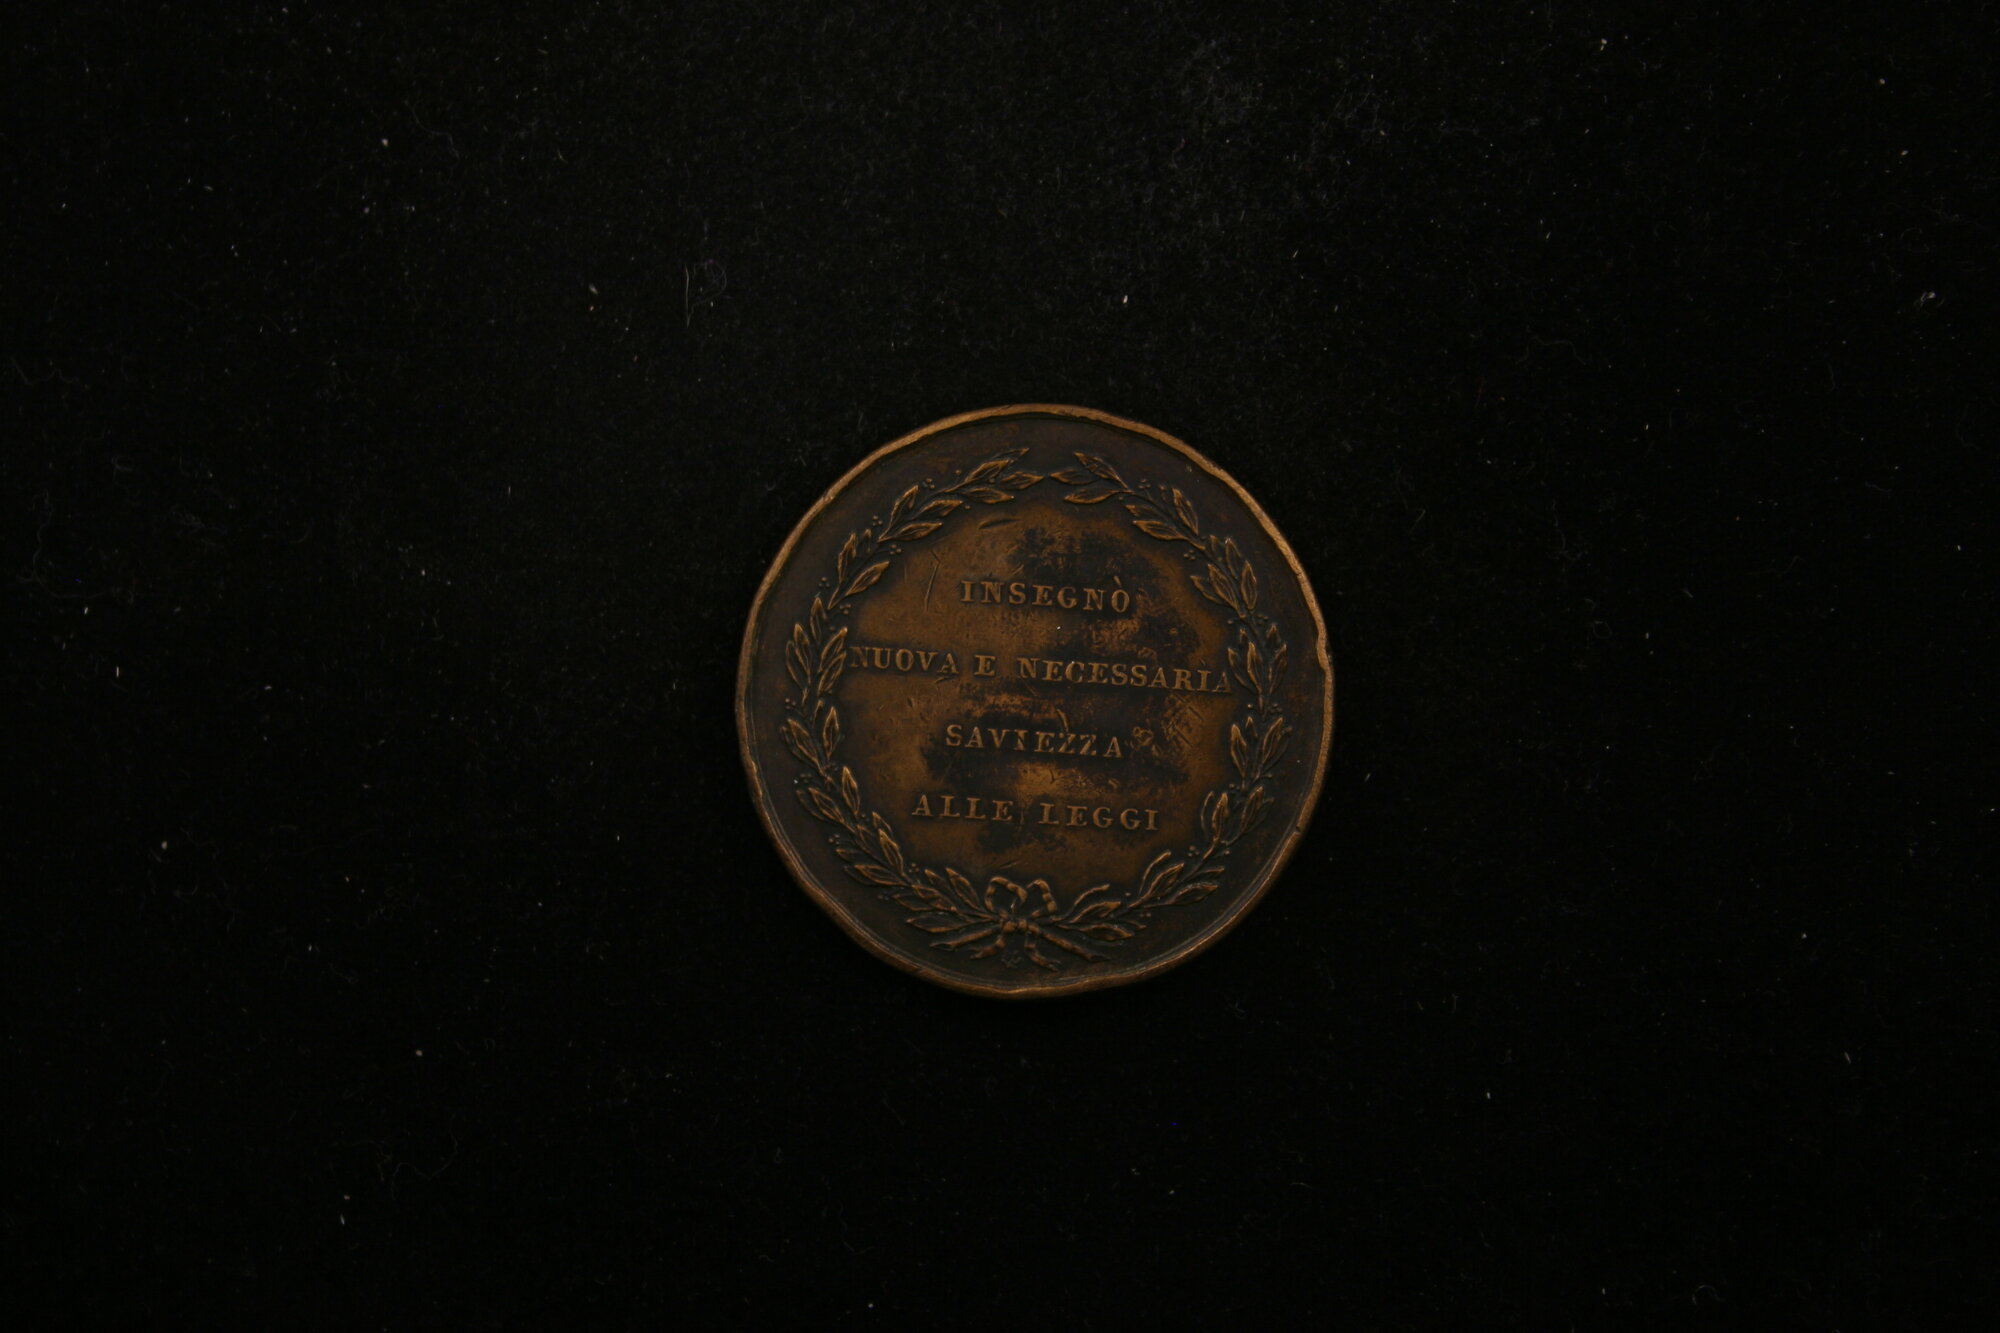 INSEGNÒ
NUOVA E NECESSARIA
SAVIEZZA
ALLE LEGGI